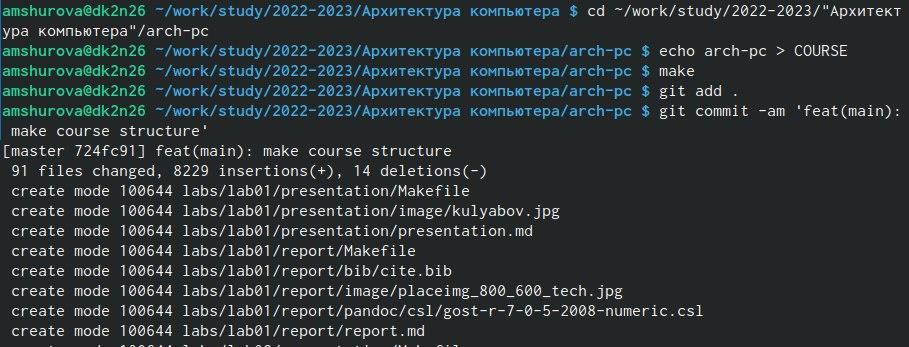 amshurova@dk2n26 ~/work/study/2022-2023/Архитектура компьютера $ cd ~/work/study/2022-2023/"Архитект
ура компьютера"/arch-pc
amshurova@dk2n26 ~/work/study/2022-2023/Архитектура компьютера/arch-pc $ echo arch-pc > COURSE
amshurova@dk2n26 ~/work/study/2022-2023/Архитектура компьютера/arch-pc $ make
amshurova@dk2n26 ~/work/study/2022-2023/Архитектура компьютера/arch-pc $ git add .
amshurova@dk2n26 ~/work/study/2022-2023/Архитектура компьютера/arch-pc $ git commit -am 'feat(main):
 make course structure'
[master 724fc91] feat(main): make course structure
 91 files changed, 8229 insertions(+), 14 deletions(-)
 create mode 100644 labs/lab01/presentation/Makefile
 create mode 100644 labs/lab01/presentation/image/kulyabov.jpg
 create mode 100644 labs/lab01/presentation/presentation.md
 create mode 100644 labs/lab01/report/Makefile
 create mode 100644 labs/lab01/report/bib/cite.bib
 create mode 100644 labs/lab01/report/image/placeimg_800_600_tech.jpg
 create mode 100644 labs/lab01/report/pandoc/csl/gost-r-7-0-5-2008-numeric.csl
 create mode 100644 labs/lab01/report/report.md